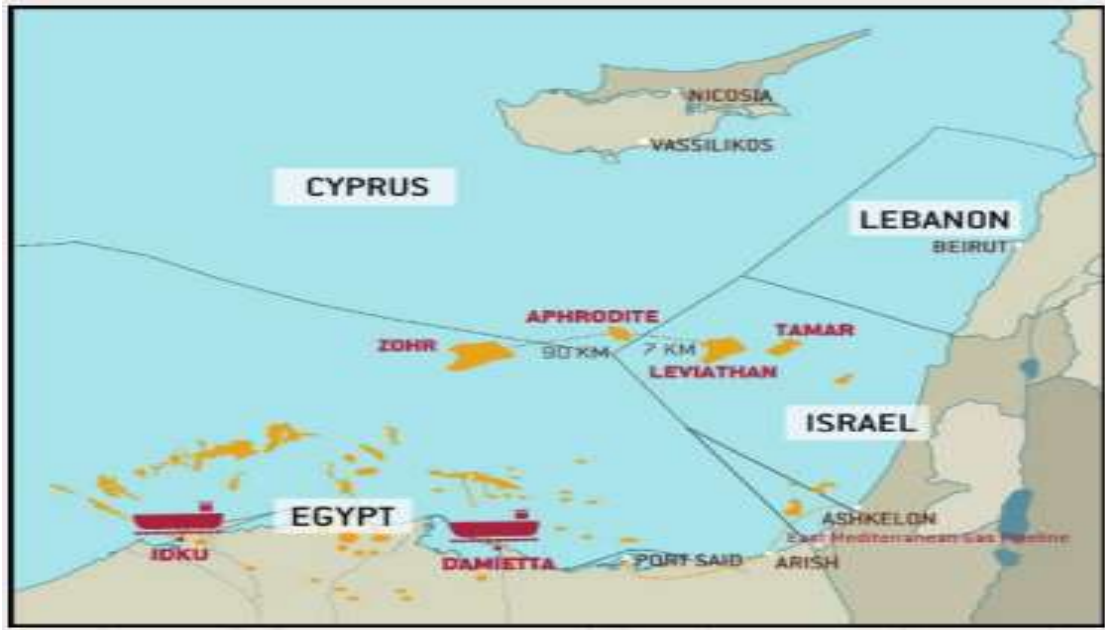 NICOSIA
VASSILIKOS
CYPRUS
LEBANON
BEIRUT
APHRODITE
TAMAR
ZOHR
90 KM
7 KM
LEVIATHAN
ISRAEL
EGYPT
ASHKELON
East Mediterranean Gas Pipeline
IDKU
DAMIETTA
PORT SAID
ARISH